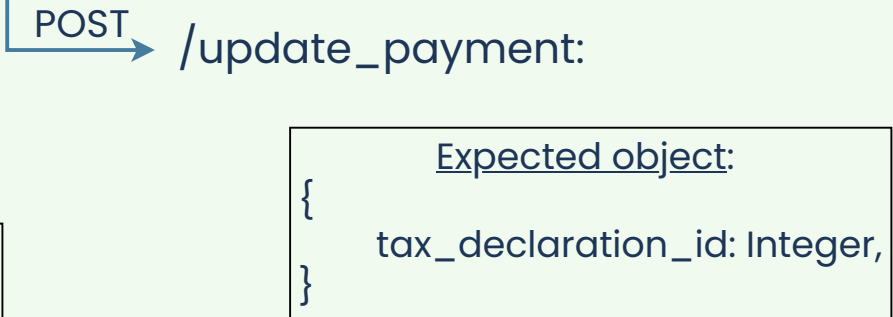 POST
/update_payment:
Expected object:
{
tax_declaration_id: Integer,
}